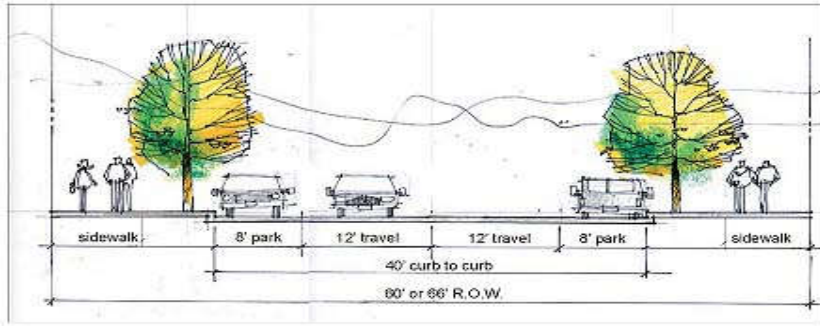 sidewalk 8' park 12' travel 12' travel 8' park sidewalk
40' curb to curb
60' or 66' R.O.W.